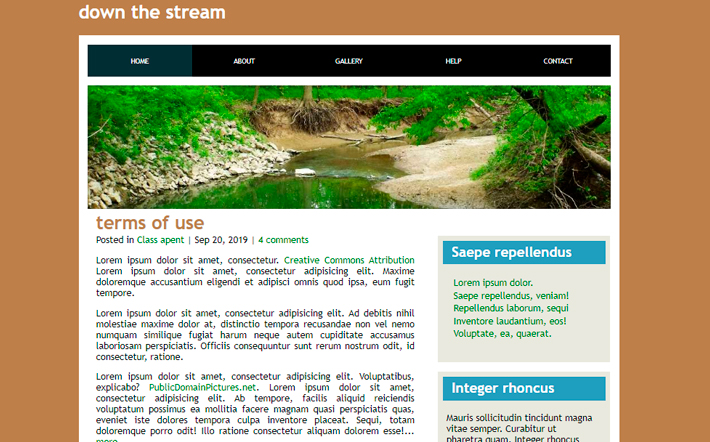 down the stream
HOME ABOUT GALLERY HELP CONTACT
terms of use
Posted in Class apent | Sep 20, 2019 | 4 comments
Lorem ipsum dolor sit amet, consectetur. Creative Commons Attribution
Lorem ipsum dolor sit amet, consectetur adipisicing elit. Maxime
doloremque accusantium eligendi et adipisci omnis quod ipsa, eum fugit
tempore.
Lorem ipsum dolor sit amet, consectetur adipisicing elit. Ad debitis nihil
molestiae maxime dolor at, distinctio tempora recusandae non vel nemo
numquam similique fugiat harum neque autem cupiditate accusamus
laboriosam perspiciatis. Officiis consequuntur sunt rerum nostrum odit, id
consectetur, ratione.
Lorem ipsum dolor sit amet, consectetur adipisicing elit. Voluptatibus,
explicabo? PublicDomainPictures.net. Lorem ipsum dolor sit amet,
consectetur adipisicing elit. Ab tempore, facilis aliquid reiciendis
voluptatum possimus ea mollitia facere magnam quasi perspiciatis quas,
eveniet iste dolores tempora culpa inventore placeat. Sequi, totam
doloremque porro odit! Illo ratione consectetur aliquam dolorem esse!...
more
Saepe repellendus
Lorem ipsum dolor.
Saepe repellendus, veniam!
Repellendus laborum, sequi
Inventore laudantium, eos!
Voluptate, ea, quaerat.
Integer rhoncus
Mauris sollicitudin tincidunt magna
vitae semper. Curabitur ut
pharetra quam. Integer rhoncus